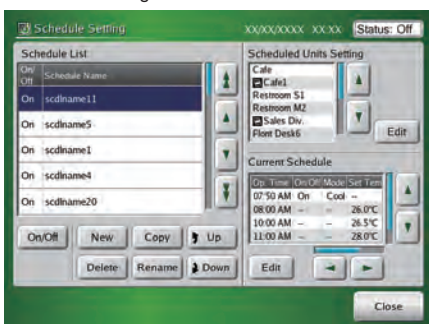 Schedule Setting XX/XX/XXXX XX:XX Status: Off
Schedule List
On/Off Schedule Name
On scdlname11
On scdlname5
On scdlname1
On scdlname4
On scdlname20
On/Off New Copy Up
Delete Rename Down
Scheduled Units Setting
Cafe
Cafe1
Restroom S1
Restroom M2
Sales Div.
Flont Desk6
Edit
Current Schedule
Op. Time On/Off Mode Set Tem
07:50 AM On Cool --
08:00 AM -- -- 26.0°C
10:00 AM -- -- 26.5°C
11:00 AM -- -- 28.0°C
Edit
Close